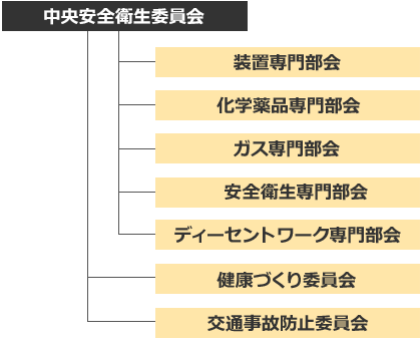 中央安全衛生委員会
装置専門部会
化学薬品専門部会
ガス専門部会
安全衛生専門部会
ディーセントワーク専門部会
健康づくり委員会
交通事故防止委員会